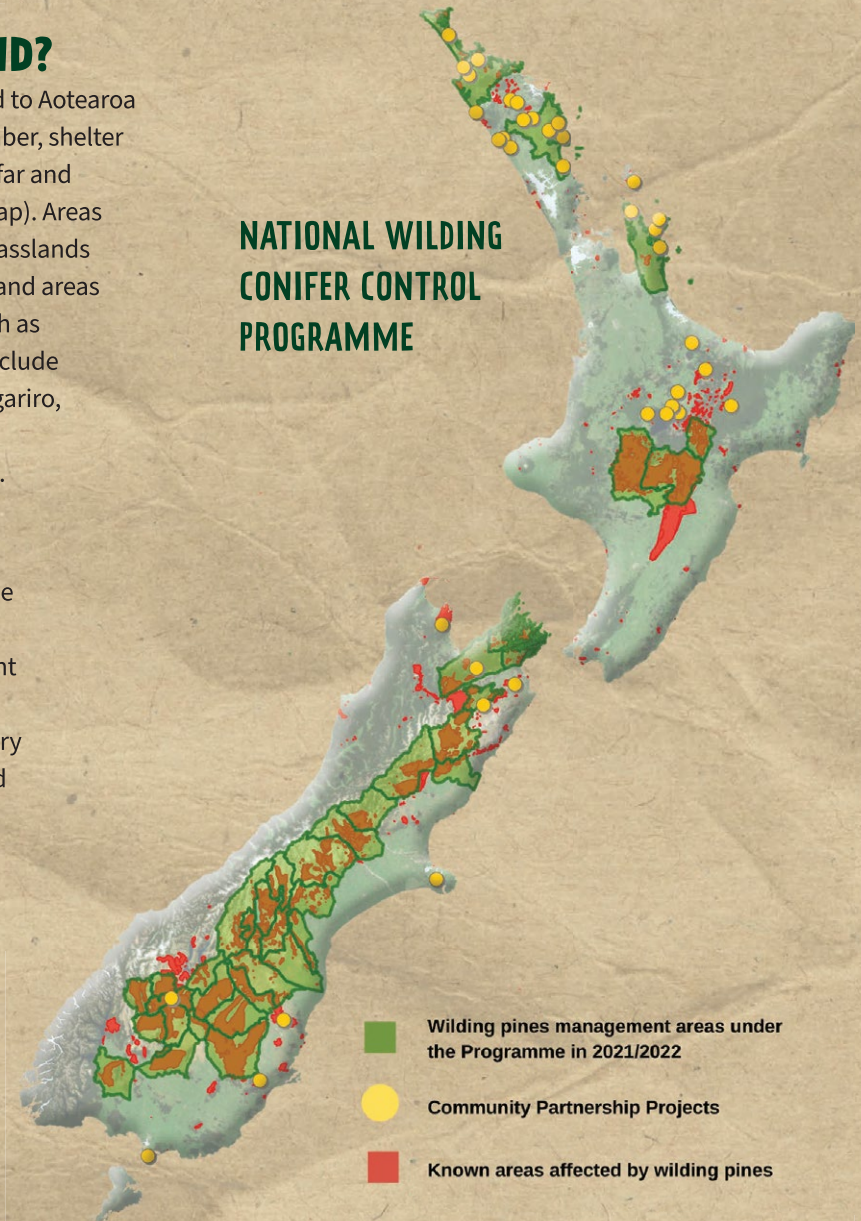 ND?
d to Aotearoa
ber, shelter
far and
ap). Areas
asslands
and areas
h as
clude
gariro,
.
e
nt
ry
d
NATIONAL WILDING
CONIFER CONTROL
PROGRAMME
Wilding pines management areas under
the Programme in 2021/2022
Community Partnership Projects
Known areas affected by wilding pines